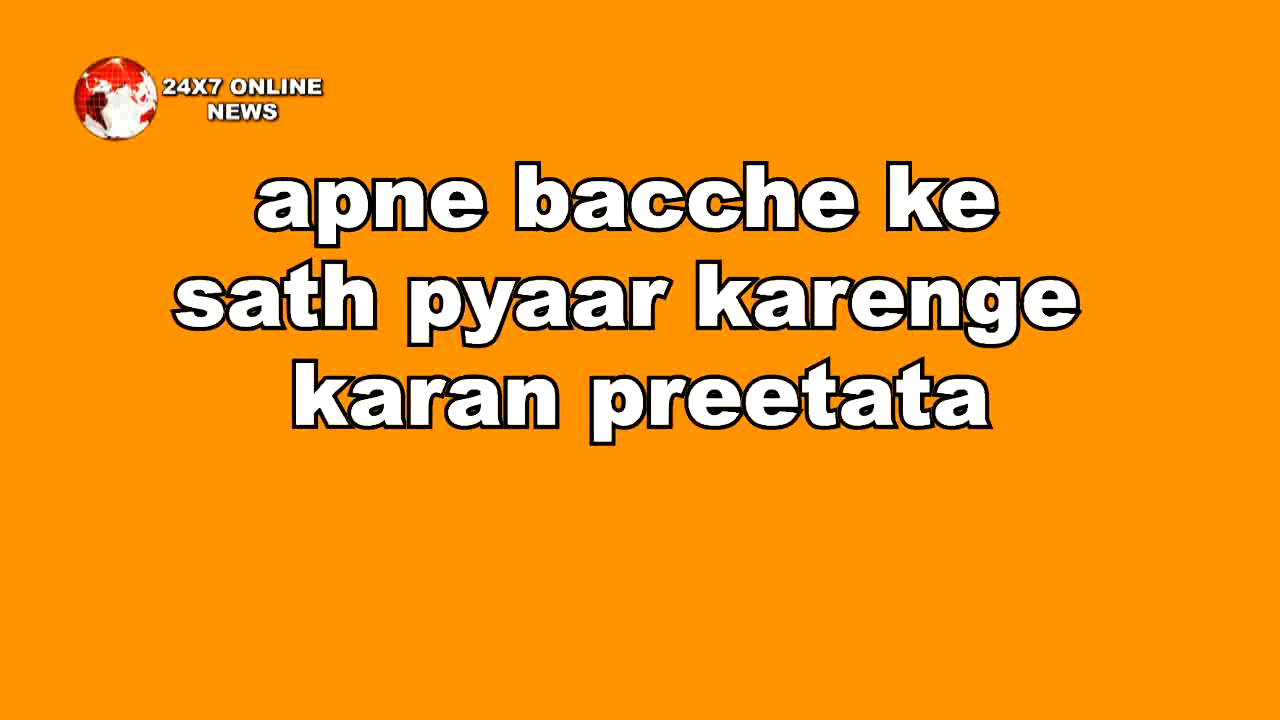 24X7 ONLINE
NEWS
apne bacche ke
sath pyaar karenge
karan preetata